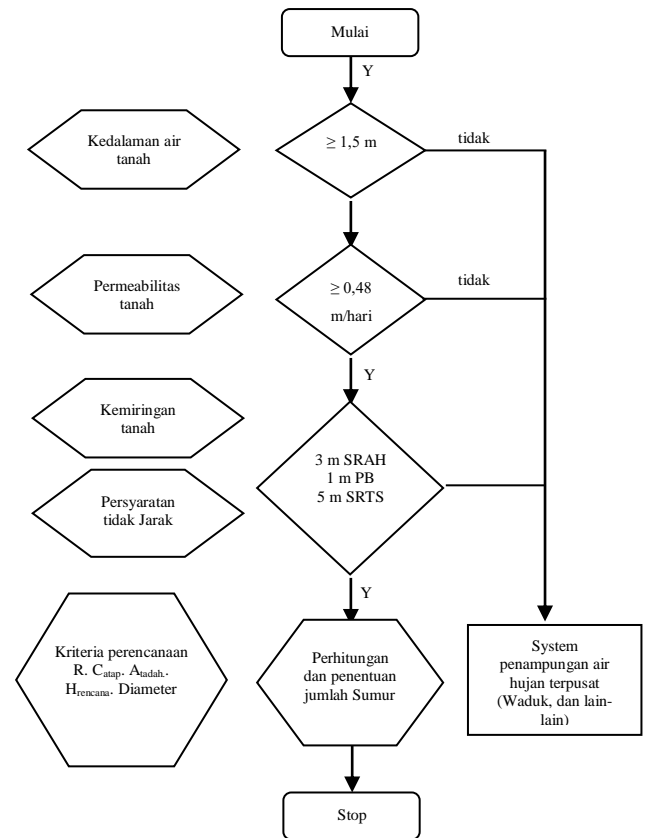 Mulai
Y
Kedalaman air
tanah
≥ 1,5 m
tidak
Permeabilitas
tanah
≥ 0,48
m/hari
tidak
Y
Kemiringan
tanah
3 m SRAH
1 m PB
5 m SRTS
Persyaratan
tidak Jarak
Y
Kriteria perencanaan
R. Catap. Atadah.
Hrencana. Diameter
Perhitungan
dan penentuan
jumlah Sumur
System
penampungan air
hujan terpusat
(Waduk, dan lain-
lain)
Stop